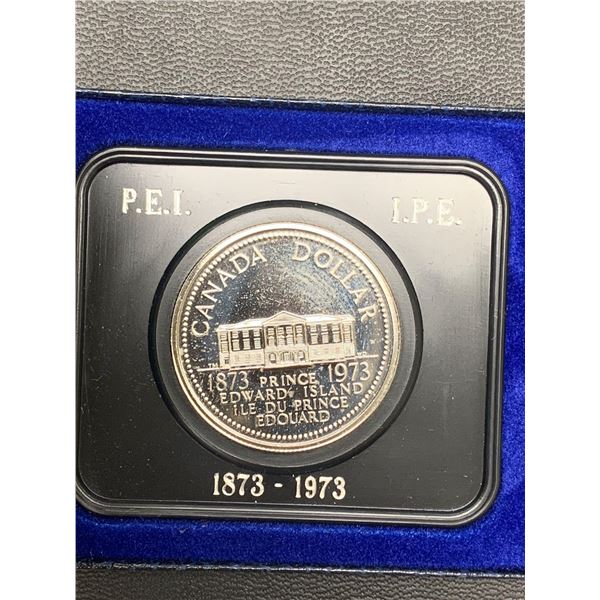 P.E.I. I.P.E.
CANADA DOLLAR
1873 PRINCE 1973
EDWARD ISLAND
ILE DU PRINCE
EDOUARD
1873 - 1973